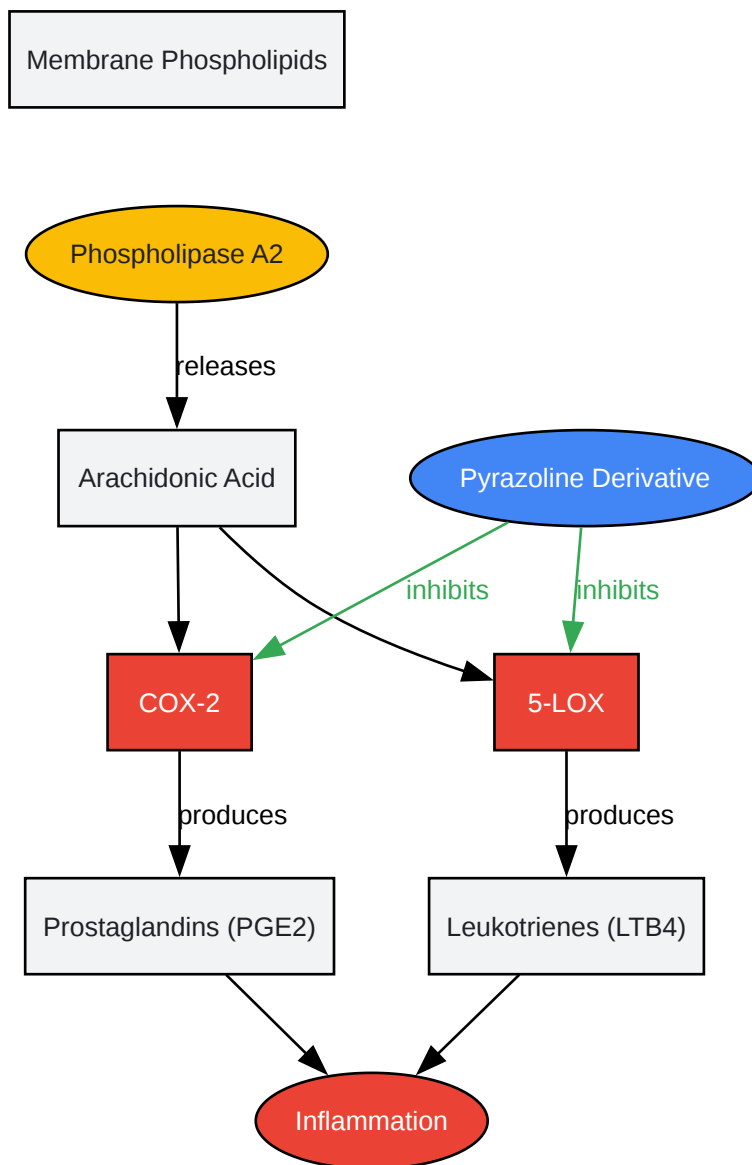 Membrane Phospholipids
Phospholipase A2
releases
Arachidonic Acid
Pyrazoline Derivative
inhibits
inhibits
COX-2
5-LOX
produces
produces
Prostaglandins (PGE2)
Leukotrienes (LTB4)
Inflammation